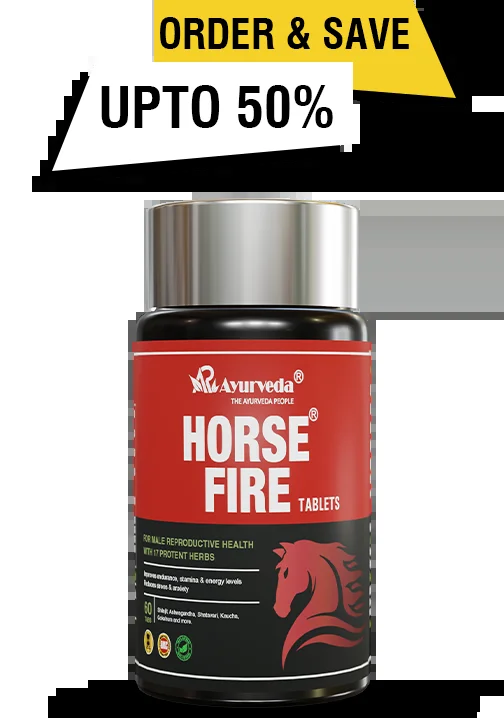 ORDER & SAVE
UPTO 50%
Ayurveda®
THE AYURVEDA PEOPLE
HORSE®
FIRE TABLETS
FOR MALE REPRODUCTIVE HEALTH
WITH 17 PROTENT HERBS
Improves endurance, stamina & energy levels
Reduces stress & anxiety
60
Shilajit, Ashwagandha, Shatavari, Kaucha,
Gokshura and more.